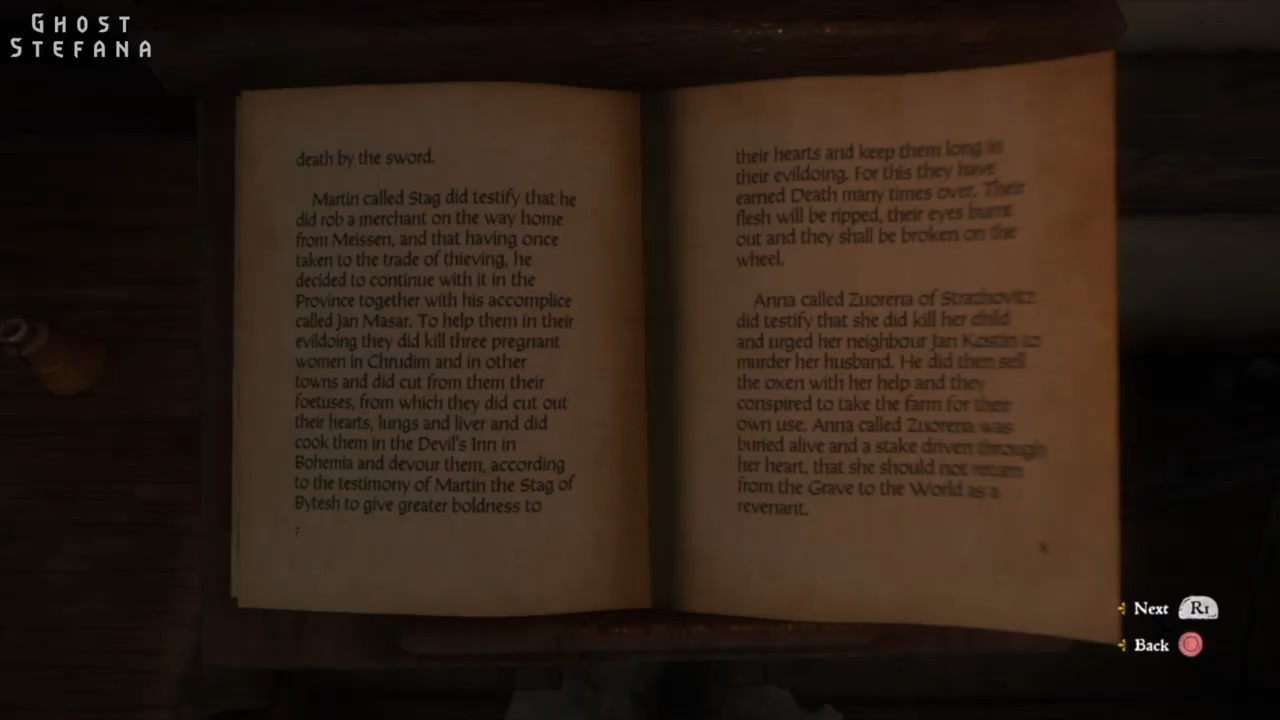 GHOST
STEFANA
death by the sword.
Martin called Stag did testify that he
did rob a merchant on the way home
from Meissen, and that having once
taken to the trade of thieving, he
decided to continue with it in the
Province together with his accomplice
called Jan Masar. To help them in their
evildoing they did kill three pregnant
women in Chrudim and in other
towns and did cut from them their
foetuses, from which they did cut out
their hearts, lungs and liver and did
cook them in the Devil's Inn in
Bohemia and devour them, according
to the testimony of Martin the Stag of
Bytesh to give greater boldness to
7
their hearts and keep them long in
their evildoing. For this they have
earned Death many times over. Their
flesh will be ripped, their eyes burnt
out and they shall be broken on the
wheel.
Anna called Zuorena of Strachovitz
did testify that she did kill her child
and urged her neighbour Jan Kostin to
murder her husband. He did then sell
the oxen with her help and they
conspired to take the farm for their
own use. Anna called Zuorena was
buried alive and a stake driven through
her heart, that she should not return
from the Grave to the World as a
revenant.
Next R1
Back